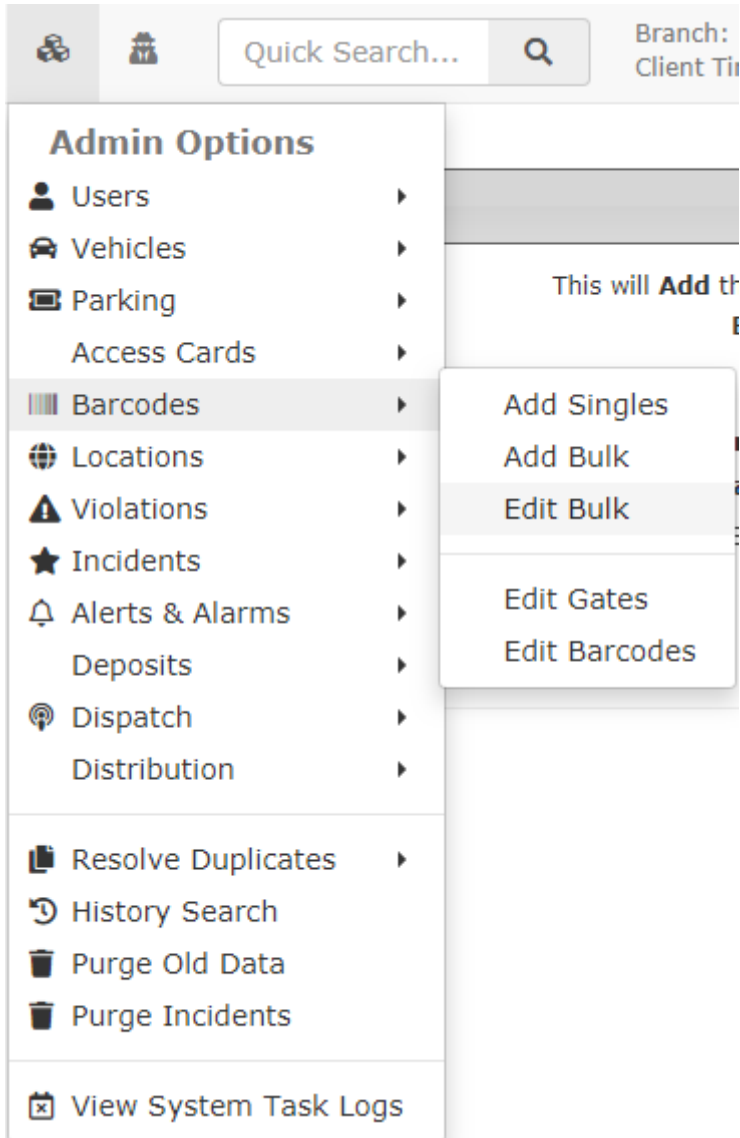 Quick Search...
Branch:
Client
Admin Options
Users
Vehicles
Parking
Access Cards
Barcodes
Locations
Violations
Incidents
Alerts & Alarms
Deposits
Dispatch
Distribution
Resolve Duplicates
History Search
Purge Old Data
Purge Incidents
View System Task Logs
This will Add
Add Singles
Add Bulk
Edit Bulk
Edit Gates
Edit Barcodes